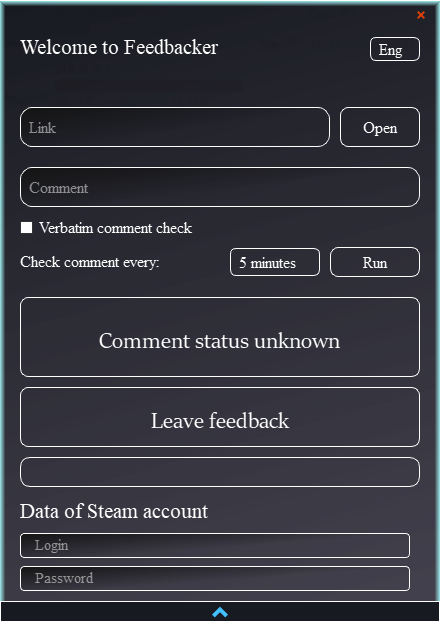 Welcome to Feedbacker
Eng
Link
Open
Comment
Verbatim comment check
Check comment every:
5 minutes
Run
Comment status unknown
Leave feedback
Data of Steam account
Login
Password